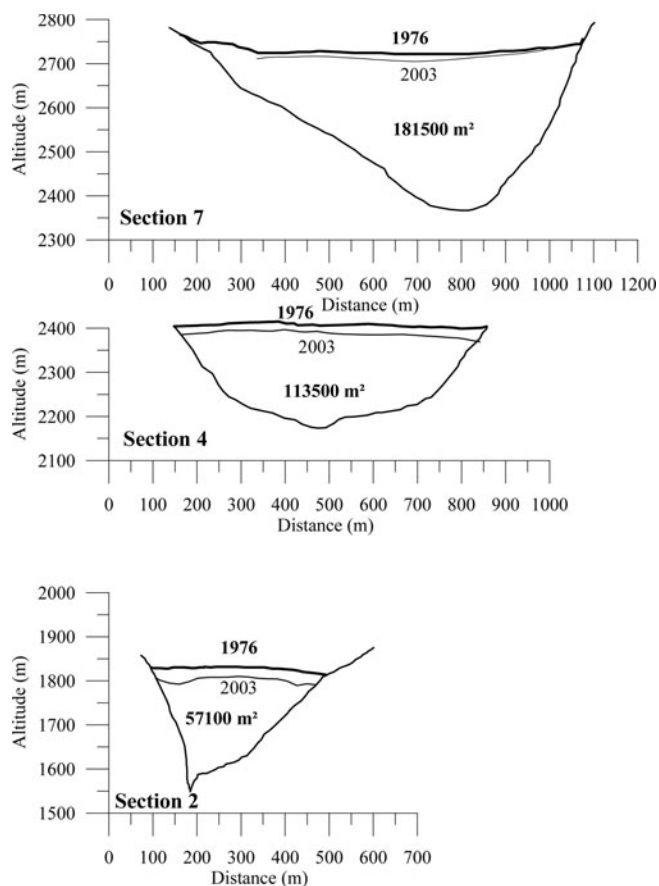 2800
1976
2700
2003
Altitude (m)
2600
181500 m²
2500
2400
Section 7
2300
0 100 200 300 400 500 600 700 800 900 1000 1100 1200
Distance (m)
1976
2400
2003
Altitude (m)
2300
113500 m²
2200
Section 4
2100
0 100 200 300 400 500 600 700 800 900 1000
Distance (m)
2000
1900
1976
1800
2003
Altitude (m)
57100 m²
1700
1600
Section 2
1500
0 100 200 300 400 500 600 700
Distance (m)